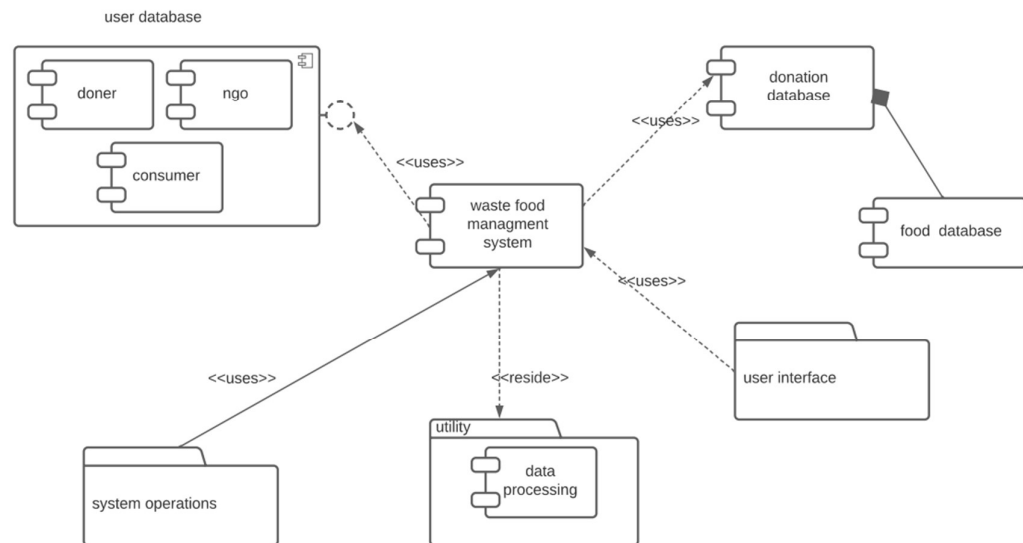 user database
doner
ngo
donation
database
<<uses>>
<<uses>>
consumer
waste food
managment
system
food  database
<<uses>>
<<uses>>
<<reside>>
user interface
utility
data
processing
system operations